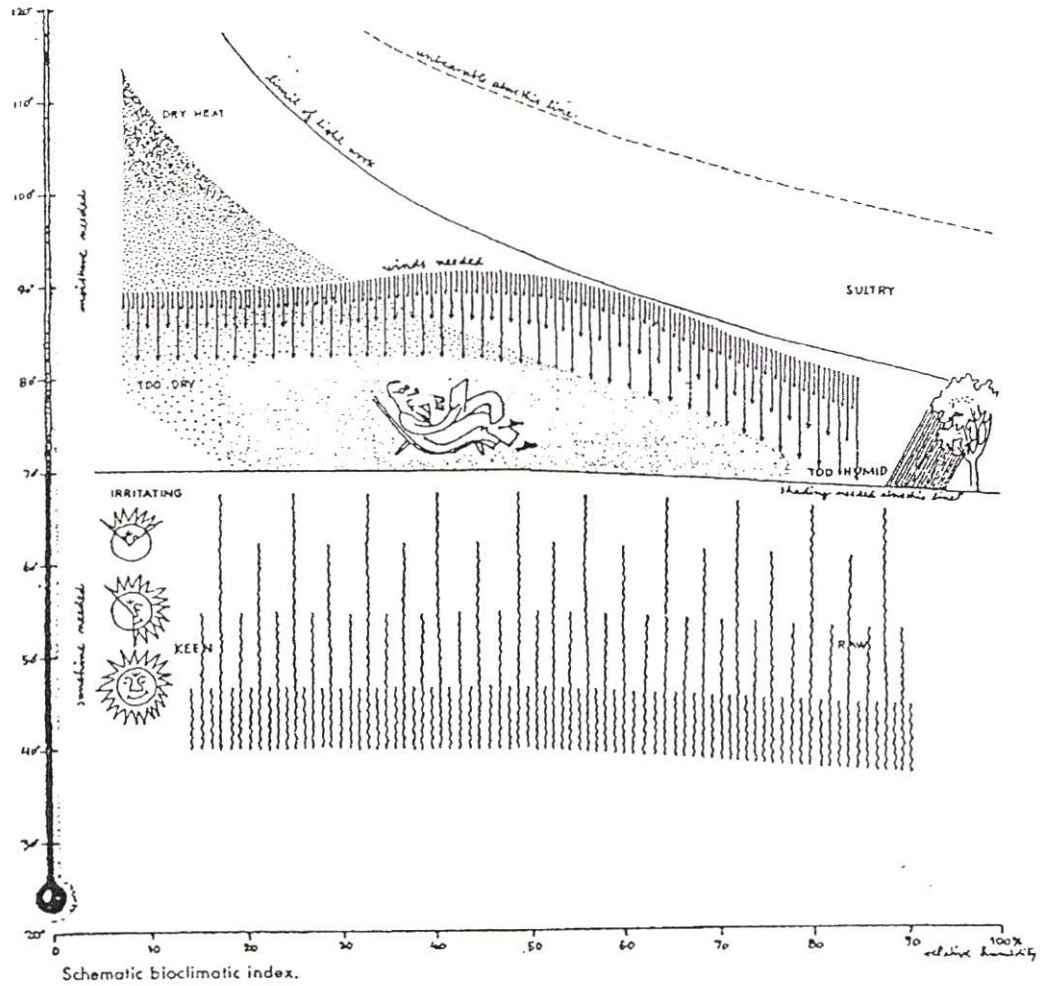 120°
unbearable above this line.
limit of light work
110°
DRY HEAT
100°
moisture needed
winds needed
90°
SULTRY
80°
TOO DRY
70°
TOO HUMID
shading needed above this line
IRRITATING
60°
sunshine needed
KEEN
RAW
50°
40°
30°
20°
0
10
20
30
40
50
60
70
80
90
100%
relative humidity
Schematic bioclimatic index.